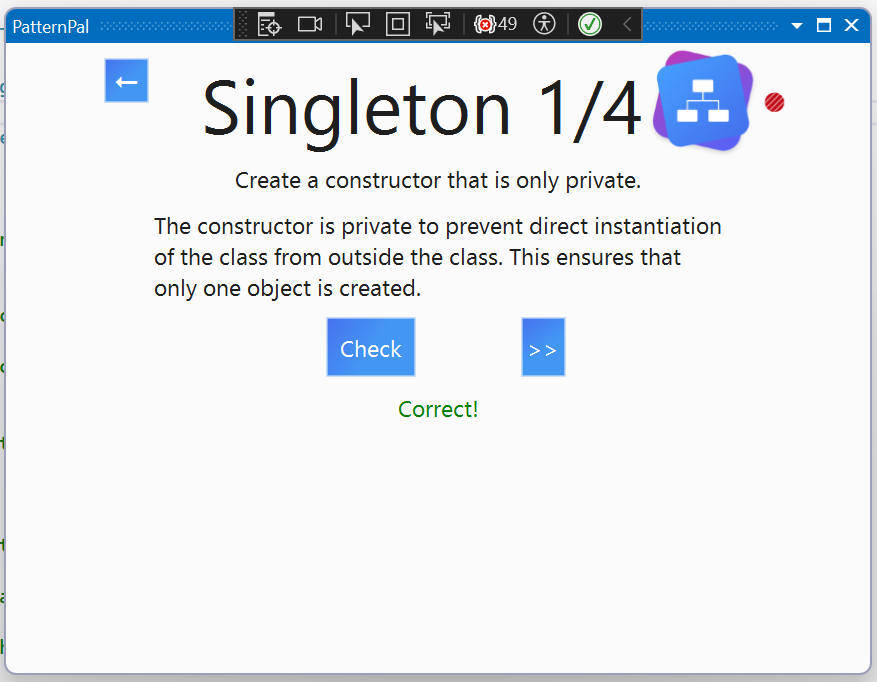 PatternPal
49
←
Singleton 1/4
Create a constructor that is only private.
The constructor is private to prevent direct instantiation
of the class from outside the class. This ensures that
only one object is created.
Check
>>
Correct!